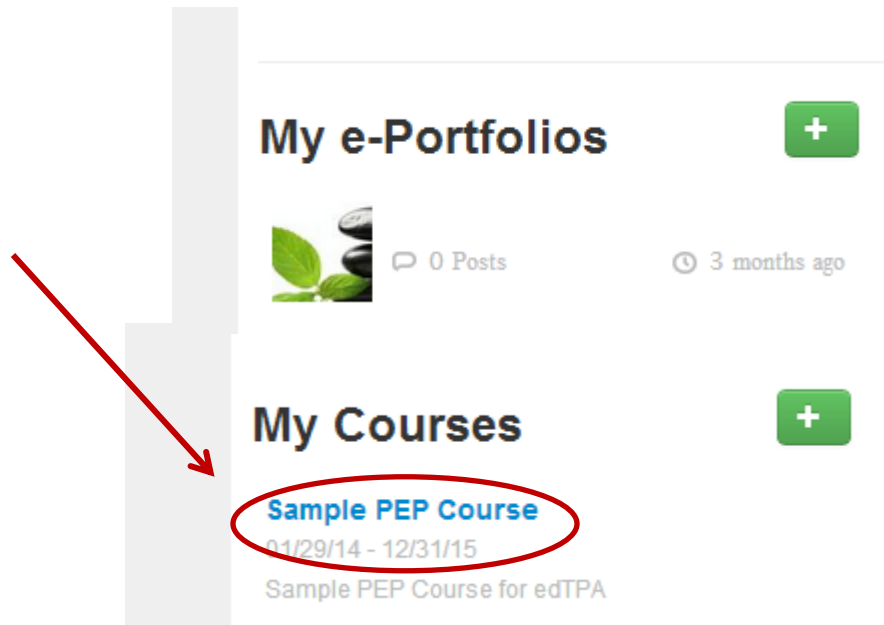 My e-Portfolios
+
0 Posts 3 months ago
My Courses
+
Sample PEP Course
01/29/14 - 12/31/15
Sample PEP Course for edTPA